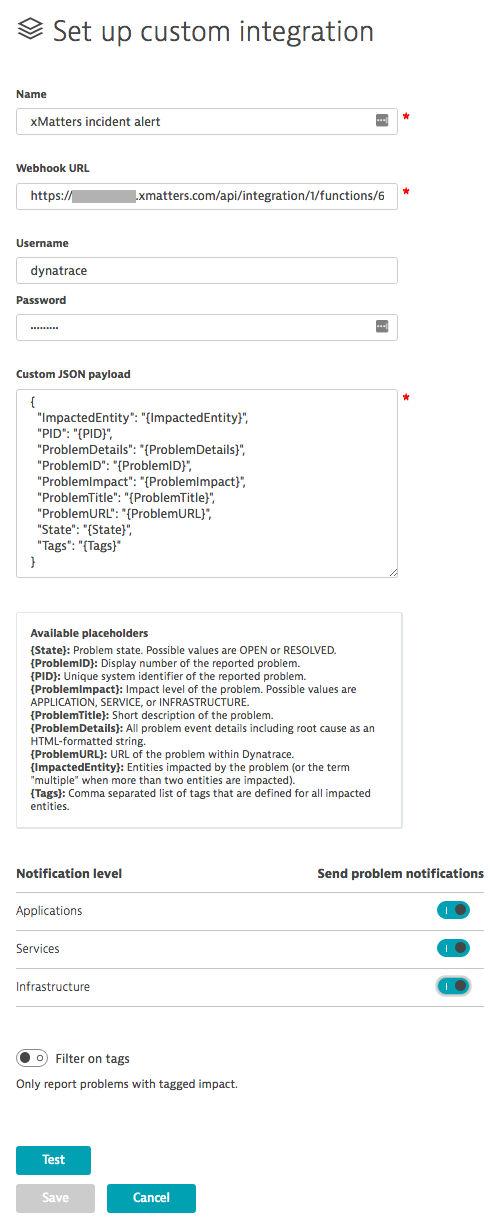 Set up custom integration
Name
xMatters incident alert
*
Webhook URL
https:// .xmatters.com/api/integration/1/functions/6
*
Username
dynatrace
Password
•••••••••
Custom JSON payload
*
{
"ImpactedEntity": "{ImpactedEntity}",
"PID": "{PID}",
"ProblemDetails": "{ProblemDetails}",
"ProblemID": "{ProblemID}",
"ProblemImpact": "{ProblemImpact}",
"ProblemTitle": "{ProblemTitle}",
"ProblemURL": "{ProblemURL}",
"State": "{State}",
"Tags": "{Tags}"
}
Available placeholders
{State}: Problem state. Possible values are OPEN or RESOLVED.
{ProblemID}: Display number of the reported problem.
{PID}: Unique system identifier of the reported problem.
{ProblemImpact}: Impact level of the problem. Possible values are
APPLICATION, SERVICE, or INFRASTRUCTURE.
{ProblemTitle}: Short description of the problem.
{ProblemDetails}: All problem event details including root cause as an
HTML-formatted string.
{ProblemURL}: URL of the problem within Dynatrace.
{ImpactedEntity}: Entities impacted by the problem (or the term
"multiple" when more than two entities are impacted).
{Tags}: Comma separated list of tags that are defined for all impacted
entities.
Notification level Send problem notifications
Applications
Services
Infrastructure
Filter on tags
Only report problems with tagged impact.
Test
Save Cancel